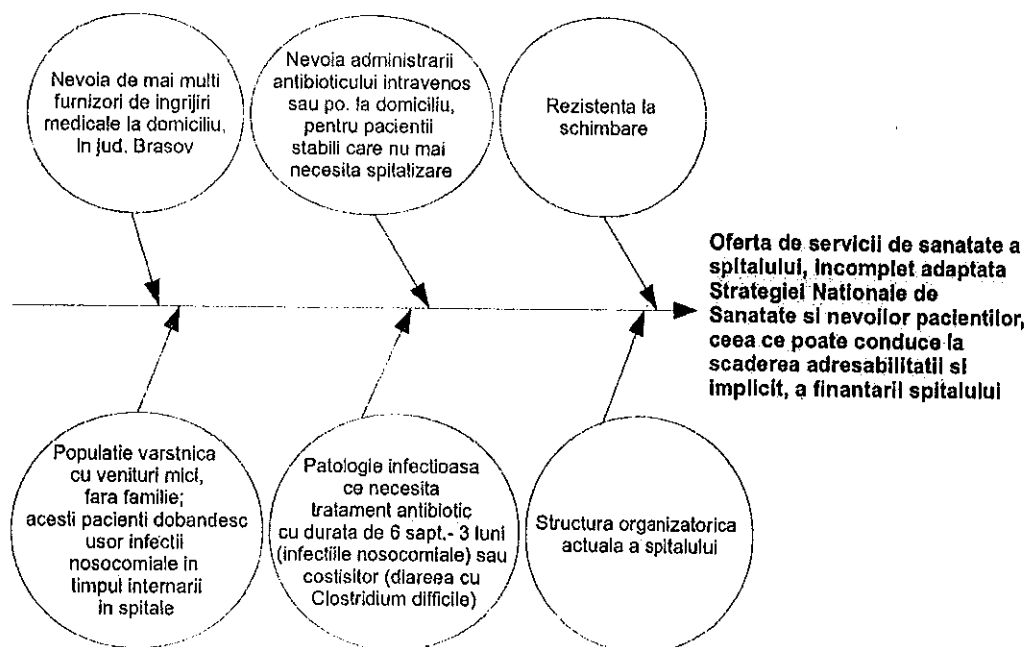 Nevoia de mai multi
furnizori de ingrijiri
medicale la domiciliu,
In jud. Brasov
Nevoia administrarii
antibioticului intravenos
sau po. la domiciliu,
pentru pacientii
stabili care nu mai
necesita spitalizare
Rezistenta la
schimbare
Oferta de servicii de sanatate a
spitalului, incomplet adaptata
Strategiei Nationale de
Sanatate si nevoilor pacientilor,
ceea ce poate conduce la
scaderea adresabilitatii si
implicit, a finantarii spitalului
Populatie varstnica
cu venituri mici,
fara familie;
acesti pacienti dobandesc
usor infectii
nosocomiale in
timpul internarii
in spitale
Patologie infectioasa
ce necesita
tratament antibiotic
cu durata de 6 sapt.- 3 luni
(infectiile nosocomiale) sau
costisitor (diareea cu
Clostridium difficile)
Structura organizatorica
actuala a spitalului